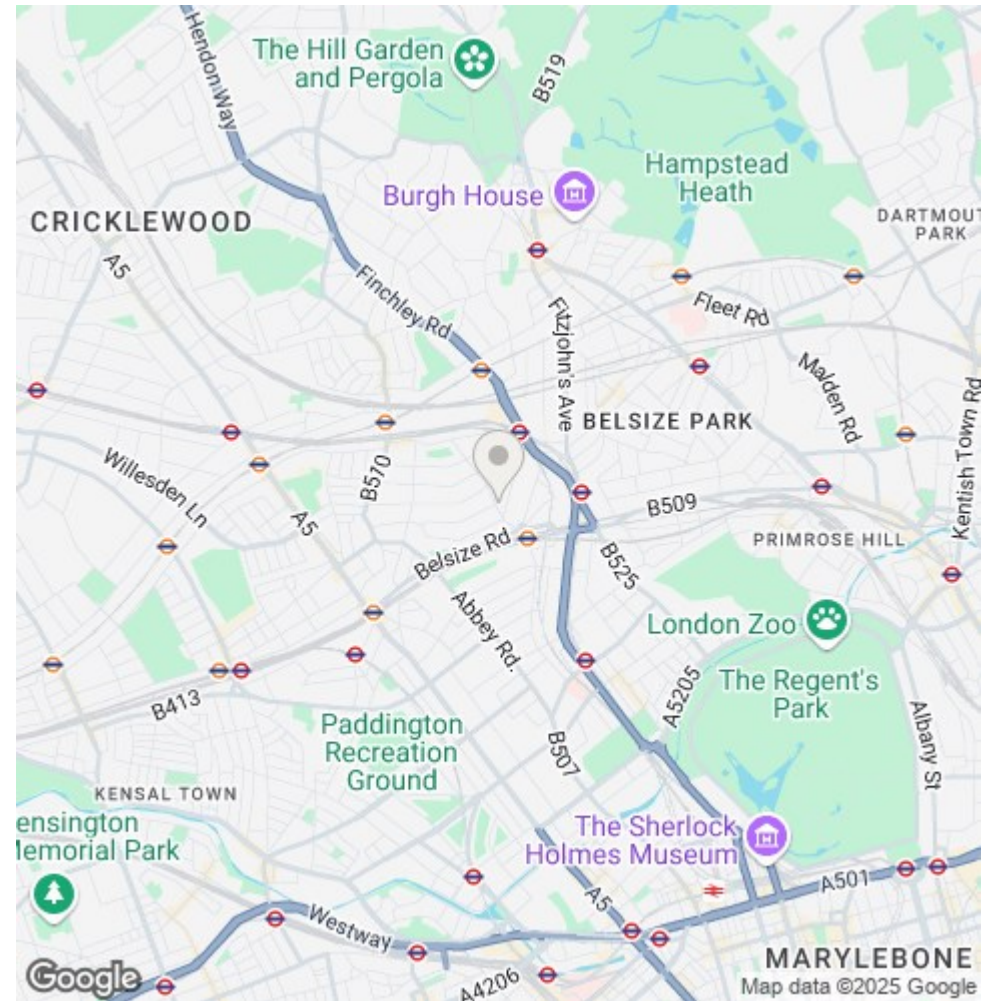 Hendon Way
The Hill Garden
and Pergola
B519
Hampstead
Heath
Burgh House
CRICKLEWOOD
DARTMOUT
PARK
A5
Finchley Rd
Fitzjohn's Ave
Fleet Rd
Malden Rd
Kentish Town Rd
BELSIZE PARK
Willesden Ln
B510
A5
B509
PRIMROSE HILL
Belsize Rd
B525
Abbey Rd.
London Zoo
The Regent's
Park
A5205
Albany St
B413
Paddington
Recreation
Ground
B507
KENSAL TOWN
ensington
Memorial Park
The Sherlock
Holmes Museum
A501
A5
Westway
A4206
MARYLEBONE
Google
Map data ©2025 Google